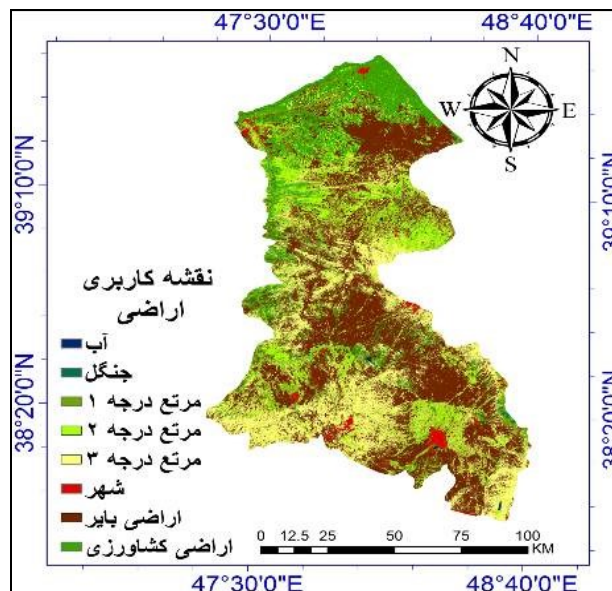 47°30'0"E
48°40'0"E
N
W
E
S
39°10'0"N
39°10'0"N
نقشه کاربری
اراضی
آب
جنگل
مرتع درجه ۱
مرتع درجه ۲
مرتع درجه ۳
شهر
اراضی بایر
اراضی کشاورزی
38°20'0"N
38°20'0"N
0 12.5 25 50 75 100
KM
47°30'0"E
48°40'0"E